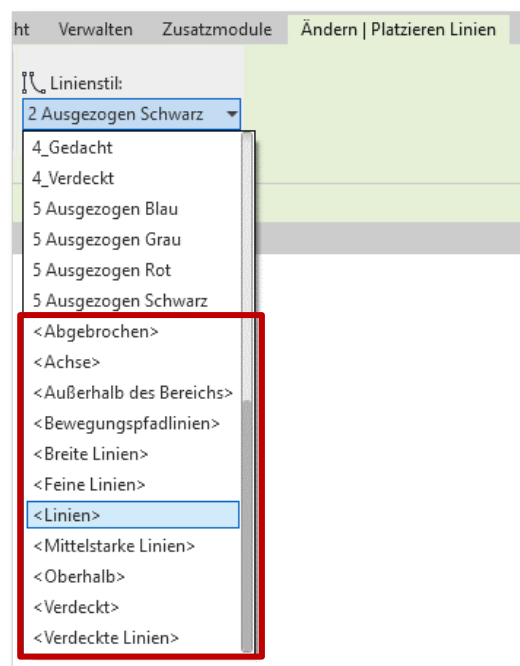 ht Verwalten Zusatzmodule Ändern | Platzieren Linien
Linienstil:
2 Ausgezogen Schwarz
4_Gedacht
4_Verdeckt
5 Ausgezogen Blau
5 Ausgezogen Grau
5 Ausgezogen Rot
5 Ausgezogen Schwarz
<Abgebrochen>
<Achse>
<Außerhalb des Bereichs>
<Bewegungspfadlinien>
<Breite Linien>
<Feine Linien>
<Linien>
<Mittelstarke Linien>
<Oberhalb>
<Verdeckt>
<Verdeckte Linien>